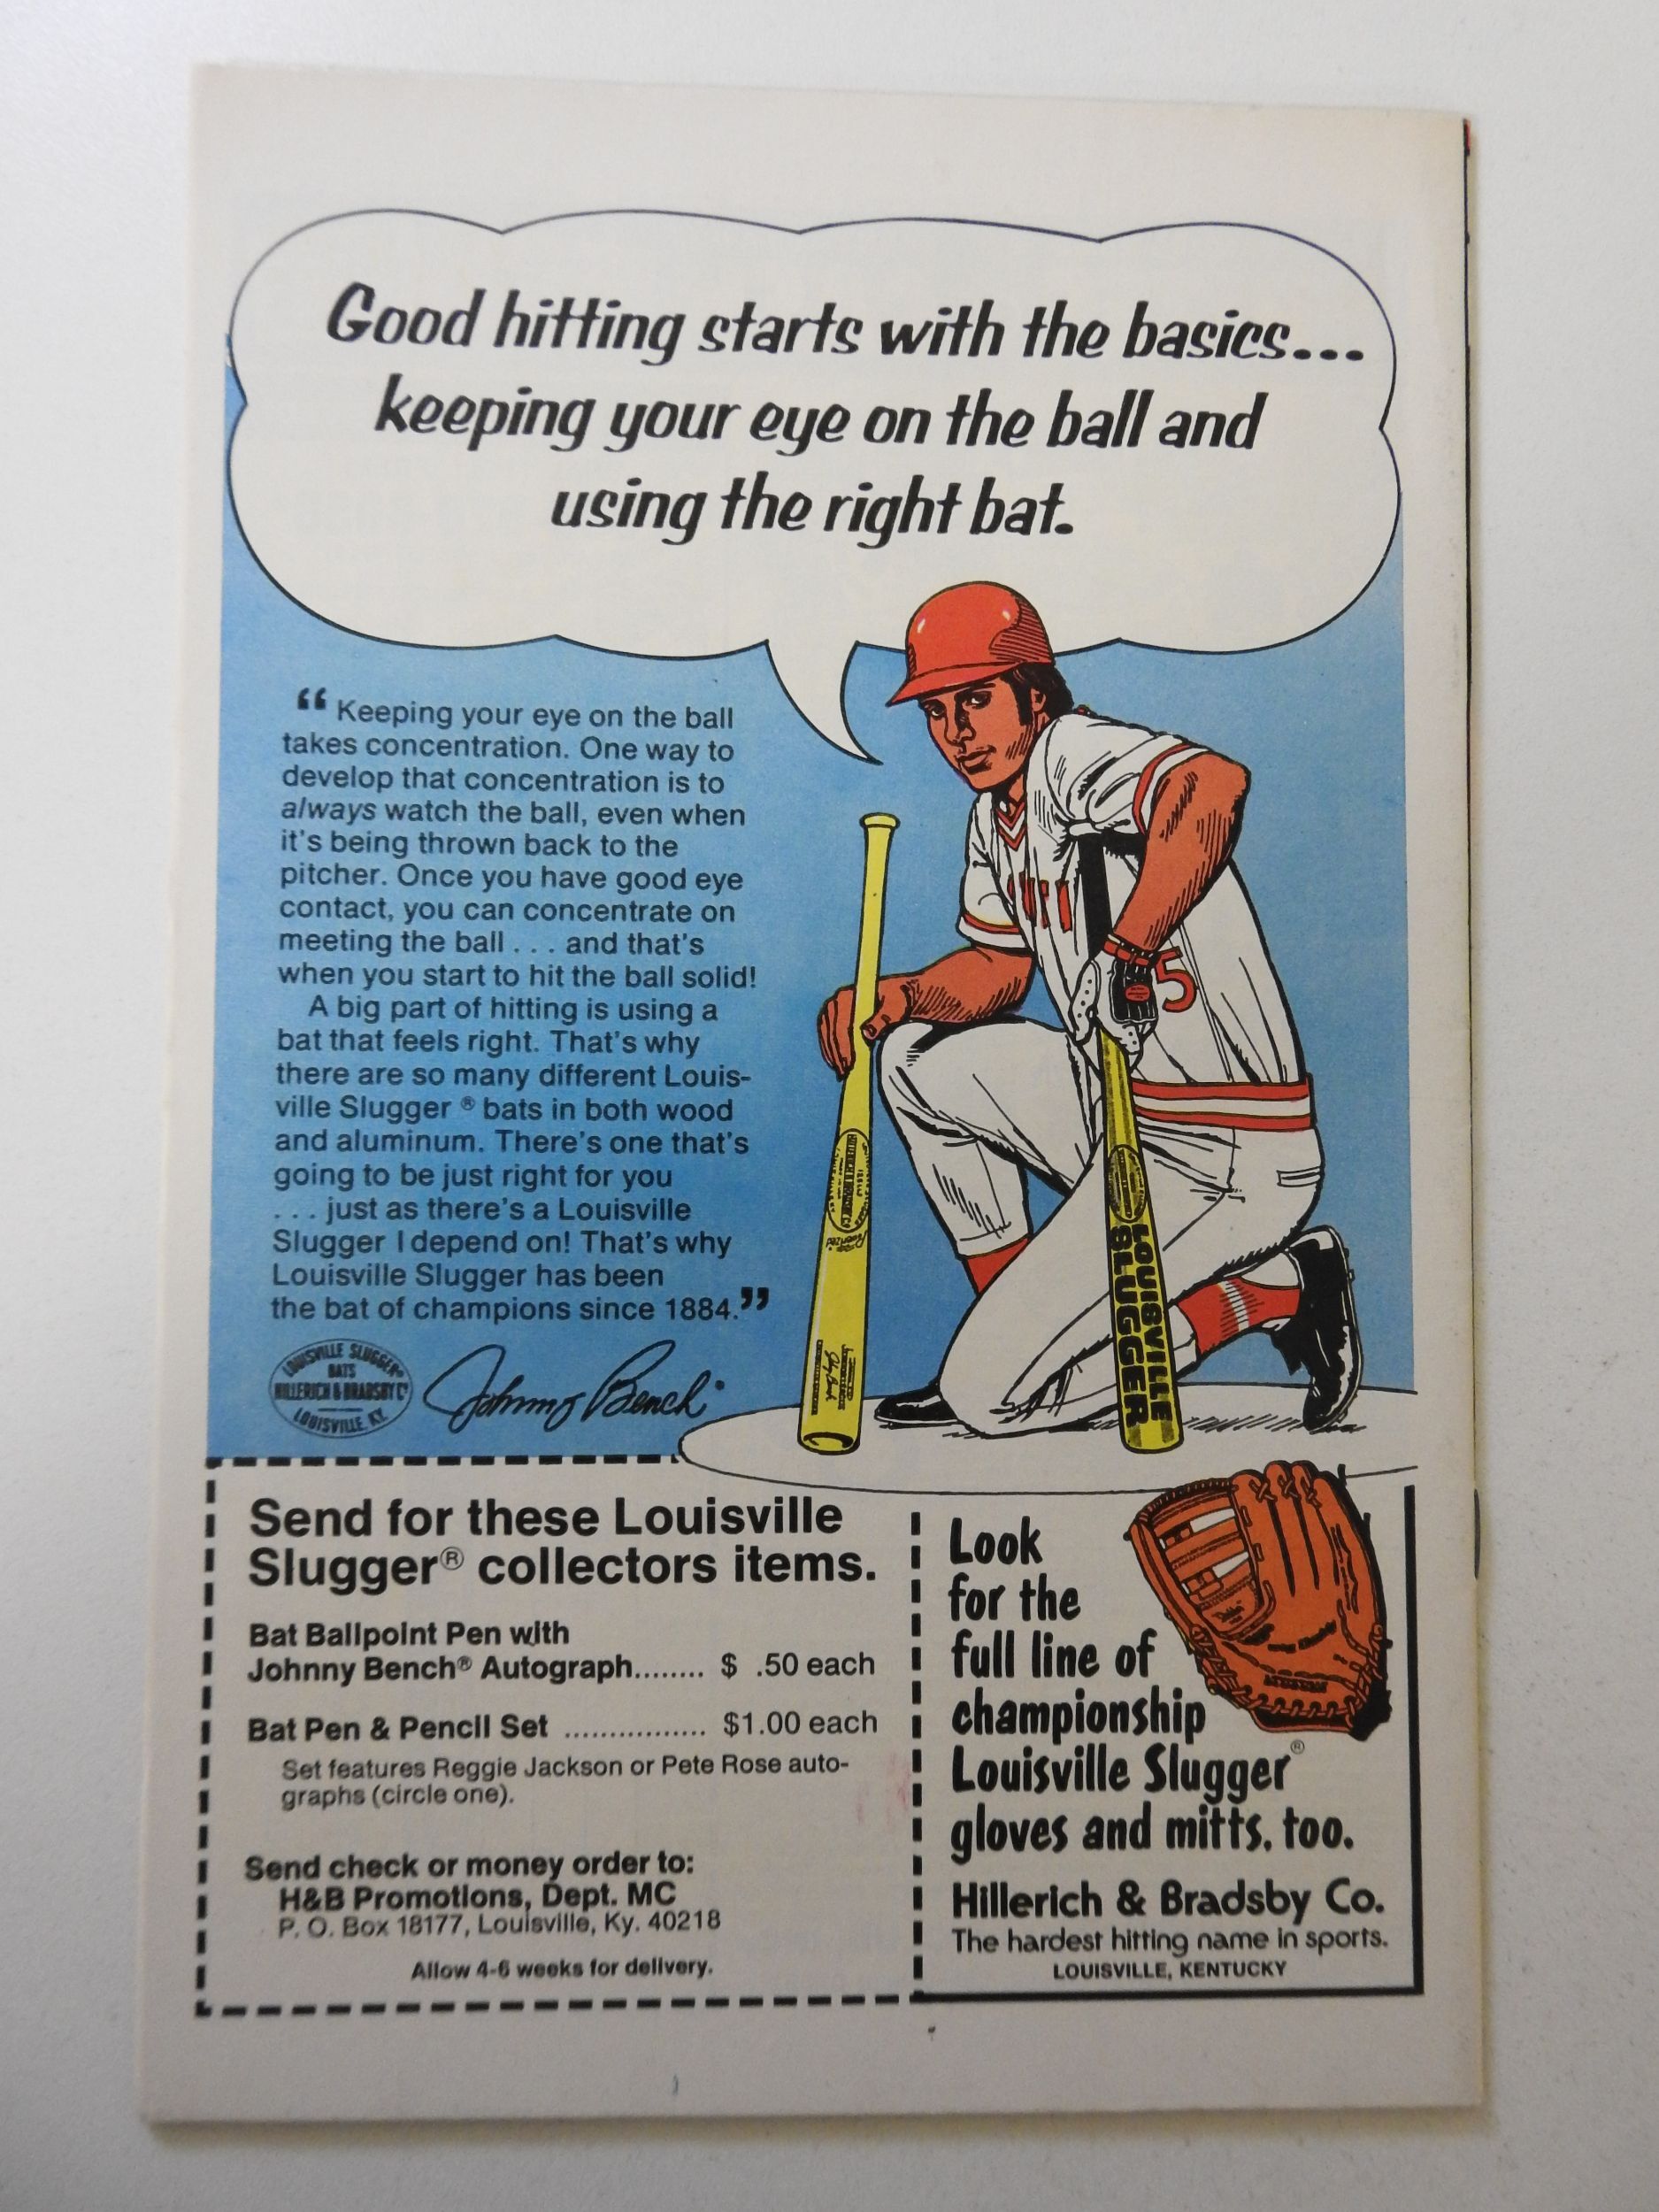 Good hitting starts with the basics...
keeping your eye on the ball and
using the right bat.
“ Keeping your eye on the ball
takes concentration. One way to
develop that concentration is to
always watch the ball, even when
it's being thrown back to the
pitcher. Once you have good eye
contact, you can concentrate on
meeting the ball . . . and that's
when you start to hit the ball solid!
A big part of hitting is using a
bat that feels right. That's why
there are so many different Louis-
ville Slugger ® bats in both wood
and aluminum. There's one that's
going to be just right for you
. . . just as there's a Louisville
Slugger I depend on! That's why
Louisville Slugger has been
the bat of champions since 1884.”
LOUISVILLE SLUGGER
BATS
HILLERICH & BRADSBY Co
LOUISVILLE, KY.
Johnny Bench
5
LOUISVILLE
SLUGGER
Send for these Louisville
Slugger® collectors items.
Bat Ballpoint Pen with
Johnny Bench® Autograph........ $ .50 each
Bat Pen & Pencil Set ................ $1.00 each
Set features Reggie Jackson or Pete Rose auto-
graphs (circle one).
Send check or money order to:
H&B Promotions, Dept. MC
P. O. Box 18177, Louisville, Ky. 40218
Allow 4-6 weeks for delivery.
Look
for the
full line of
championship
Louisville Slugger®
gloves and mitts, too.
Hillerich & Bradsby Co.
The hardest hitting name in sports.
LOUISVILLE, KENTUCKY